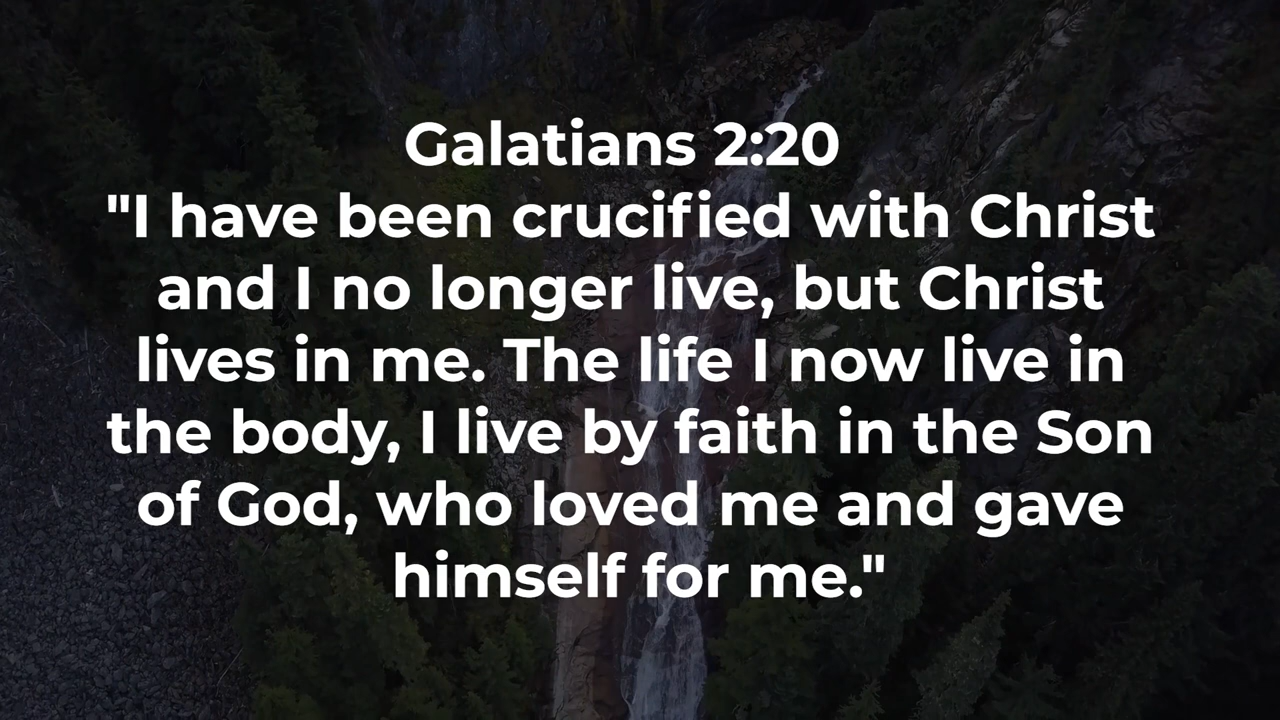 Galatians 2:20
"I have been crucified with Christ
and I no longer live, but Christ
lives in me. The life I now live in
the body, I live by faith in the Son
of God, who loved me and gave
himself for me."